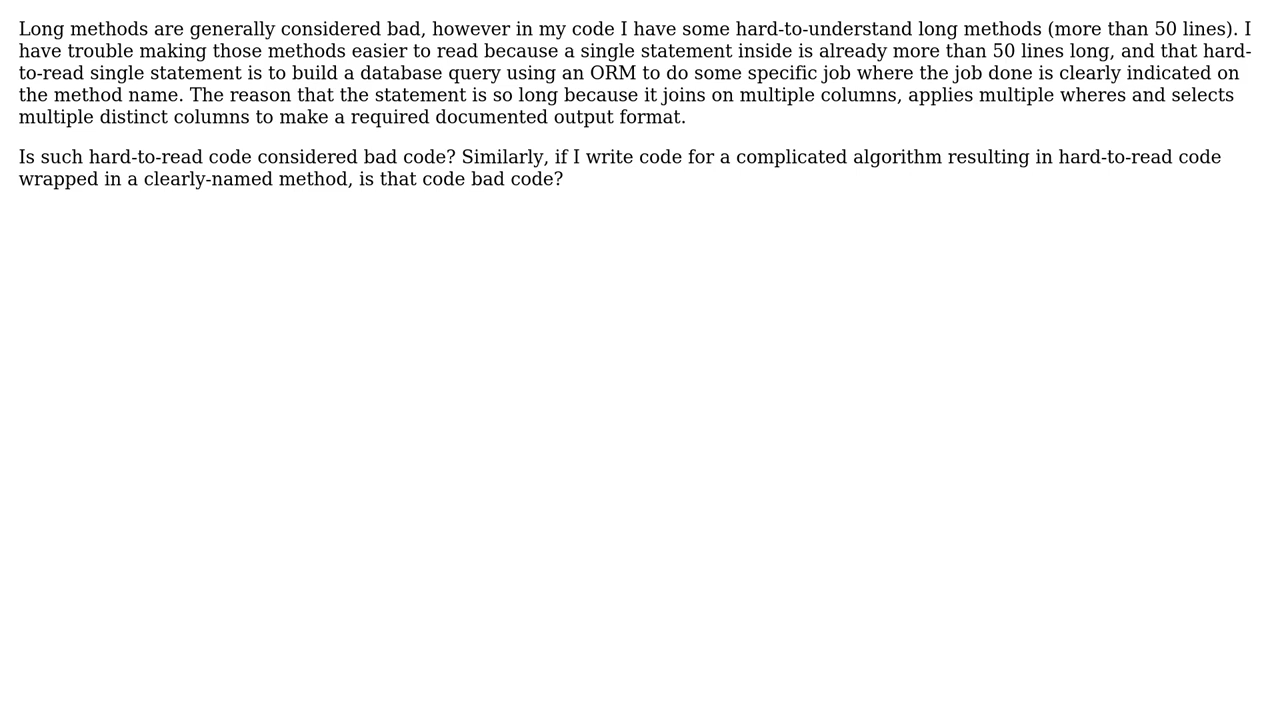 Long methods are generally considered bad, however in my code I have some hard-to-understand long methods (more than 50 lines). I
have trouble making those methods easier to read because a single statement inside is already more than 50 lines long, and that hard-
to-read single statement is to build a database query using an ORM to do some specific job where the job done is clearly indicated on
the method name. The reason that the statement is so long because it joins on multiple columns, applies multiple wheres and selects
multiple distinct columns to make a required documented output format.
Is such hard-to-read code considered bad code? Similarly, if I write code for a complicated algorithm resulting in hard-to-read code
wrapped in a clearly-named method, is that code bad code?